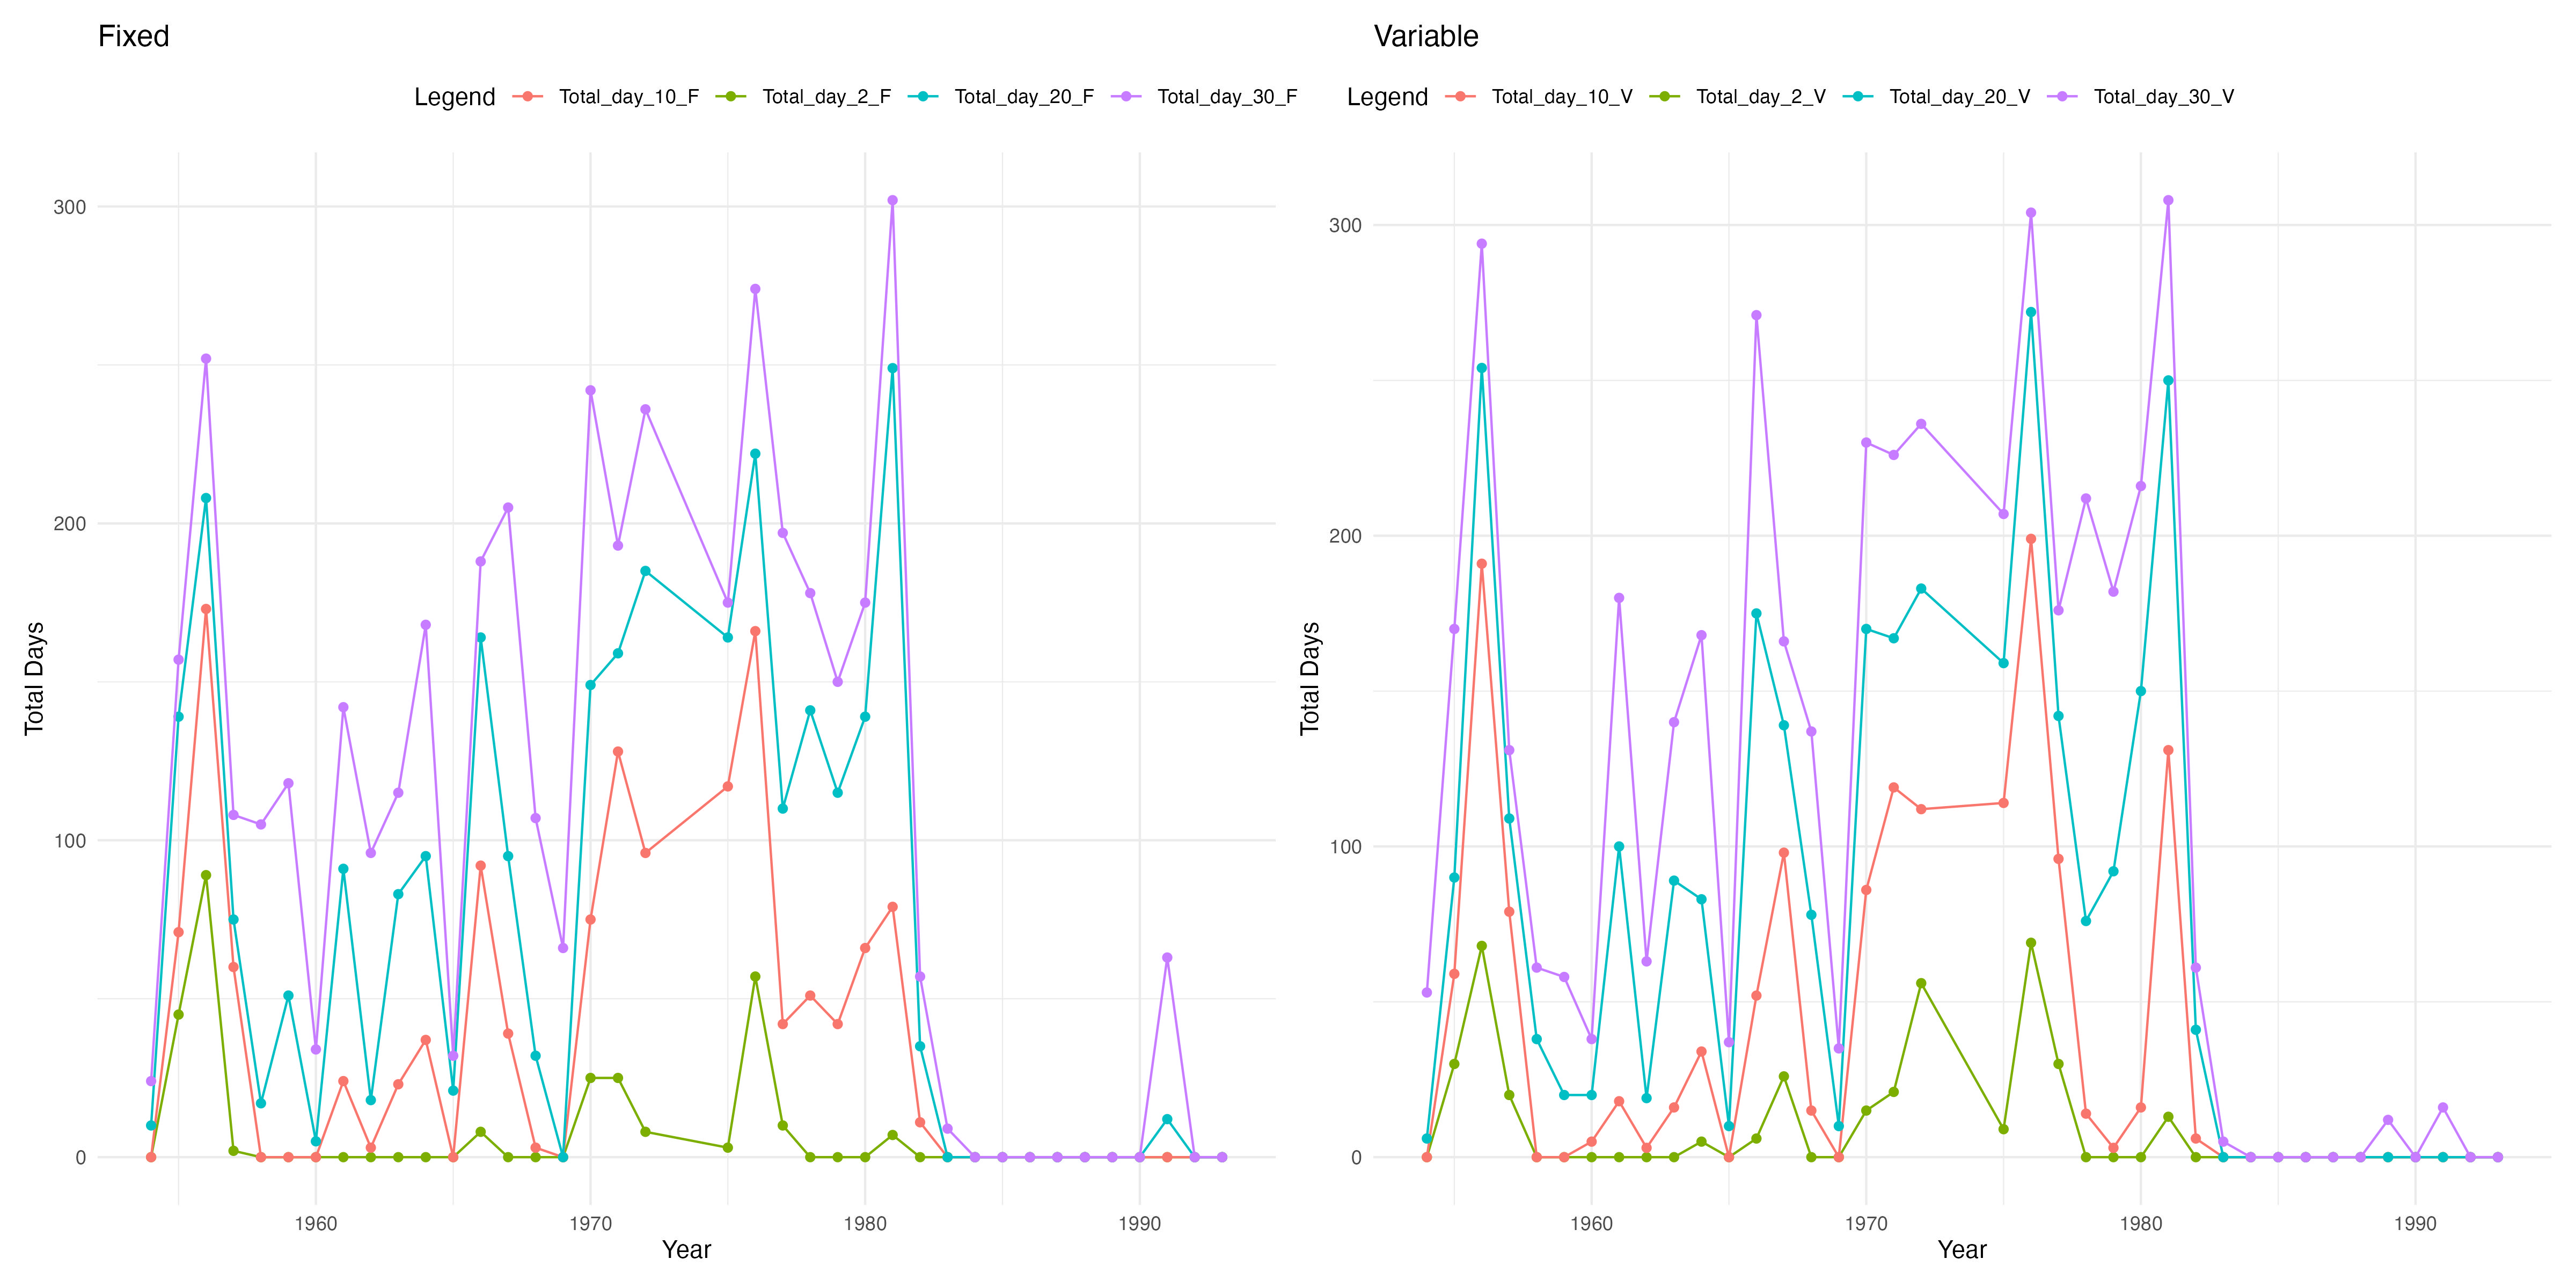 Fixed
Legend Total_day_10_F Total_day_2_F Total_day_20_F Total_day_30_F
Total Days
300
200
100
0
1960 1970 1980 1990
Year
Variable
Legend Total_day_10_V Total_day_2_V Total_day_20_V Total_day_30_V
Total Days
300
200
100
0
1960 1970 1980 1990
Year